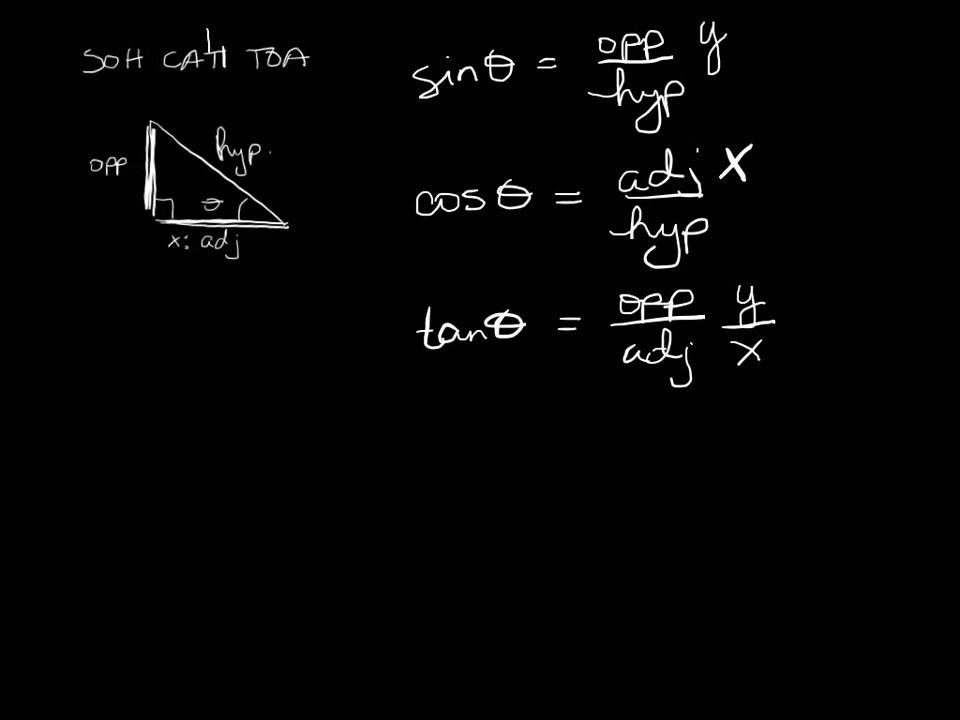 SOH CAH TOA
opp
hyp.
θ
x: adj
sinθ = opp/hyp y
cosθ = adj/hyp x
tanθ = opp/adj y/x